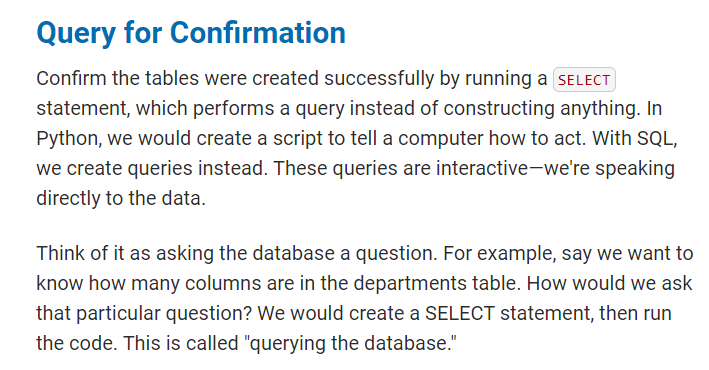 Query for Confirmation
Confirm the tables were created successfully by running a SELECT
statement, which performs a query instead of constructing anything. In
Python, we would create a script to tell a computer how to act. With SQL,
we create queries instead. These queries are interactive—we're speaking
directly to the data.
Think of it as asking the database a question. For example, say we want to
know how many columns are in the departments table. How would we ask
that particular question? We would create a SELECT statement, then run
the code. This is called "querying the database."